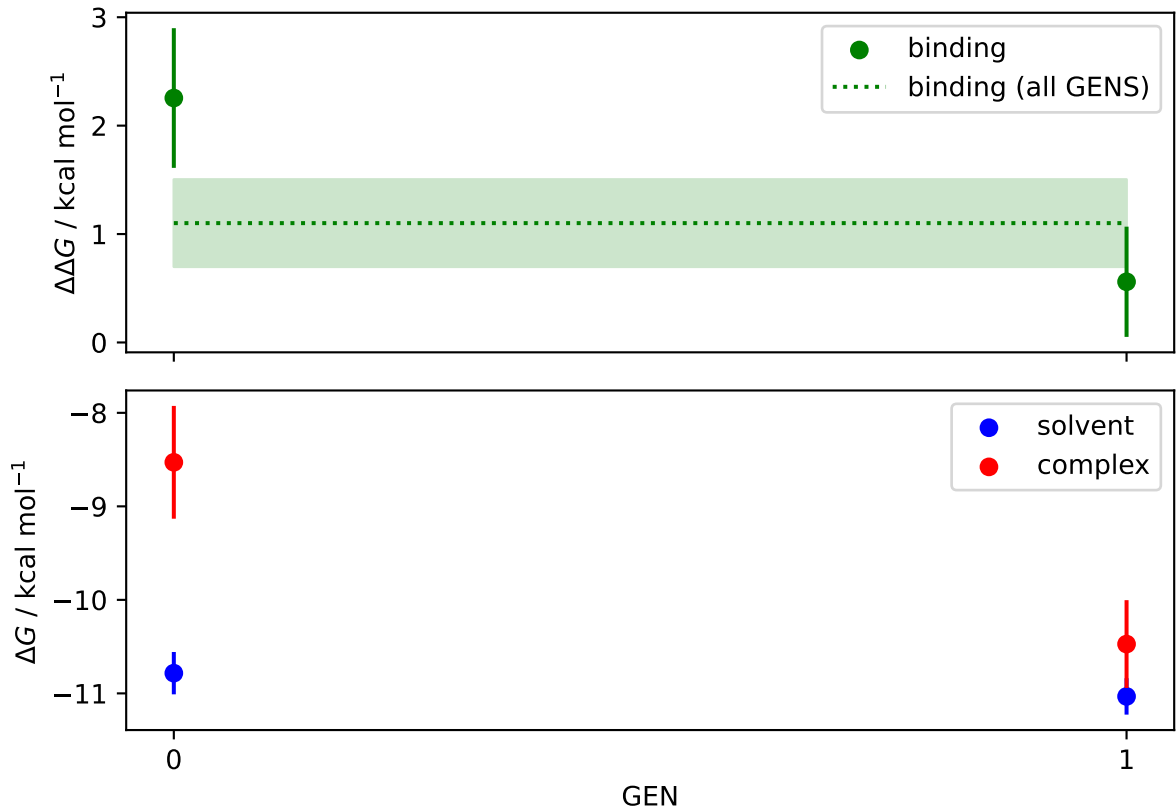 3
2
1
0
ΔΔG / kcal mol⁻¹
binding
binding (all GENS)
−8
−9
−10
−11
ΔG / kcal mol⁻¹
solvent
complex
0 1
GEN